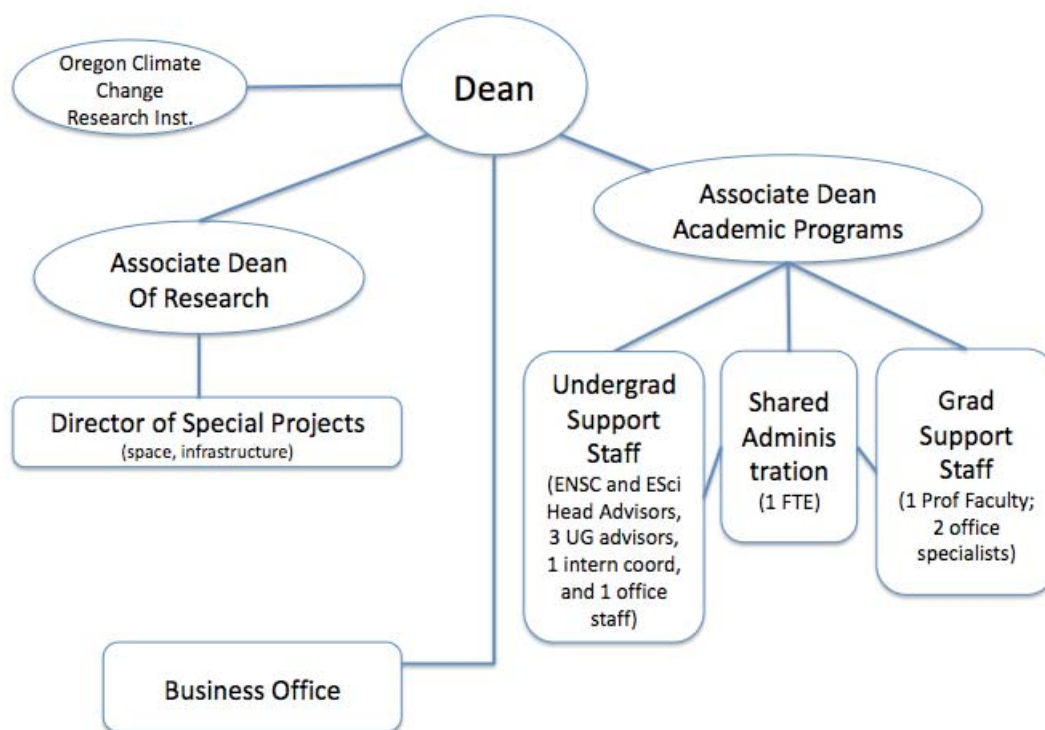 Oregon Climate
Change
Research Inst.
Dean
Associate Dean
Academic Programs
Associate Dean
Of Research
Director of Special Projects
(space, infrastructure)
Undergrad
Support
Staff
(ENSC and ESci
Head Advisors,
3 UG advisors,
1 intern coord,
and 1 office
staff)
Shared
Adminis
tration
(1 FTE)
Grad
Support
Staff
(1 Prof Faculty;
2 office
specialists)
Business Office